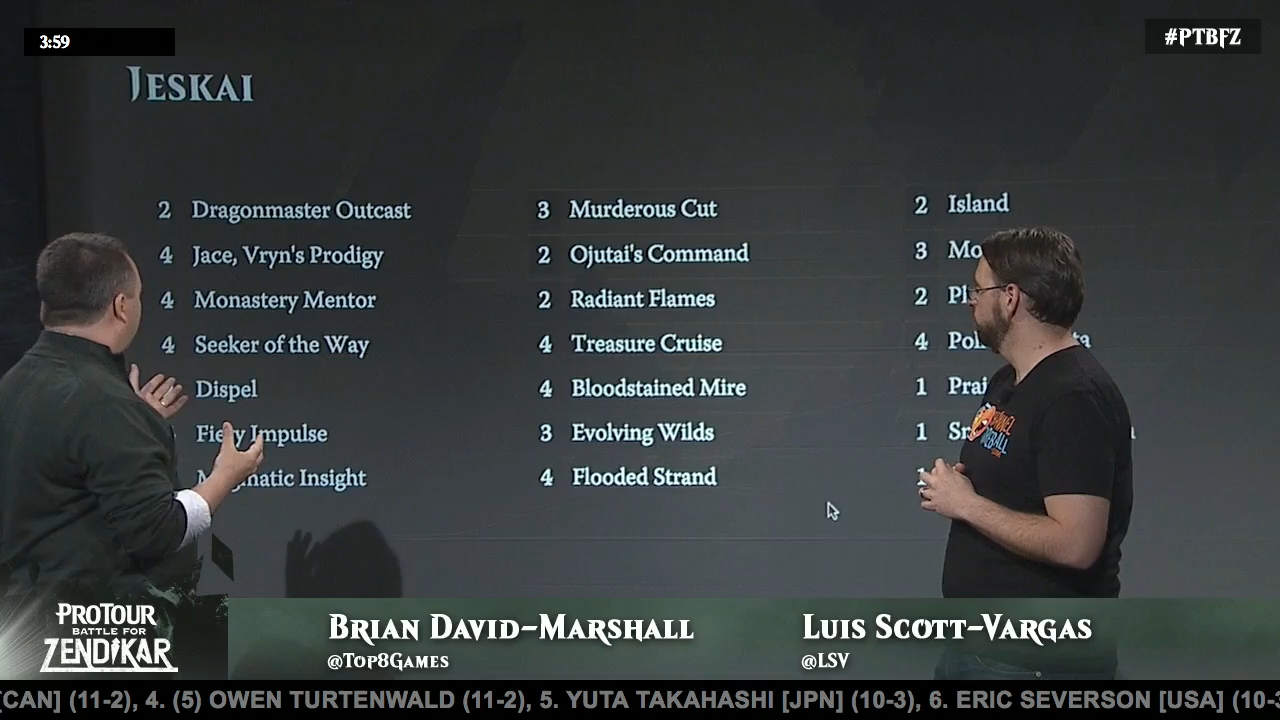 3:59
#PTBFZ
JESKAI
2 Dragonmaster Outcast
4 Jace, Vryn's Prodigy
4 Monastery Mentor
4 Seeker of the Way
Dispel
Fiery Impulse
Insight
3 Murderous Cut
2 Ojutai's Command
2 Radiant Flames
4 Treasure Cruise
4 Bloodstained Mire
3 Evolving Wilds
4 Flooded Strand
2 Island
3
2
4
1
1
PROTOUR
BATTLE FOR
ZENDIKAR
BRIAN DAVID-MARSHALL
@TOP8GAMES
LUIS SCOTT-VARGAS
@LSV
[CAN] (11-2), 4. (5) OWEN TURTENWALD (11-2), 5. YUTA TAKAHASHI [JPN] (10-3), 6. ERIC SEVERSON [USA] (10-3